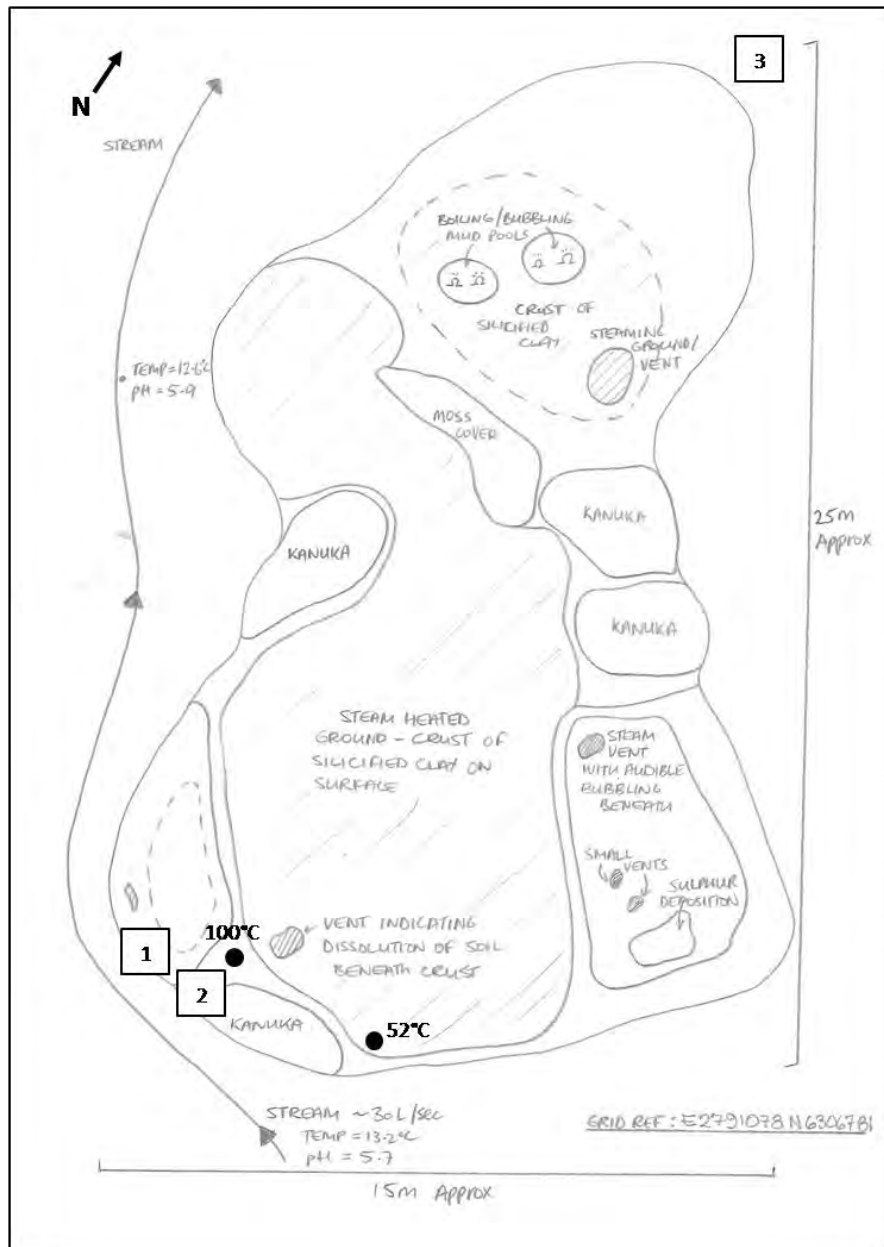 N
3
STREAM
BOILING/BUBBLING
MUD POOLS
CRUST OF
SILICIFIED
CLAY
STEAMING
GROUND/
VENT
TEMP=12.6°C
pH = 5.9
MOSS
COVER
KANUKA
KANUKA
25M
Approx
KANUKA
STEAM HEATED
GROUND - CRUST OF
SILICIFIED CLAY ON
SURFACE
STEAM
VENT
WITH AUDIBLE
BUBBLING
BENEATH
SMALL
VENTS
SULPHUR
DEPOSITION
VENT INDICATING
DISSOLUTION OF SOIL
BENEATH CRUST
100°C
1
2
KANUKA
52°C
STREAM ~30L/SEC
TEMP = 13.2°C
pH = 5.7
GRID REF: E2791078 N6306781
15M Approx